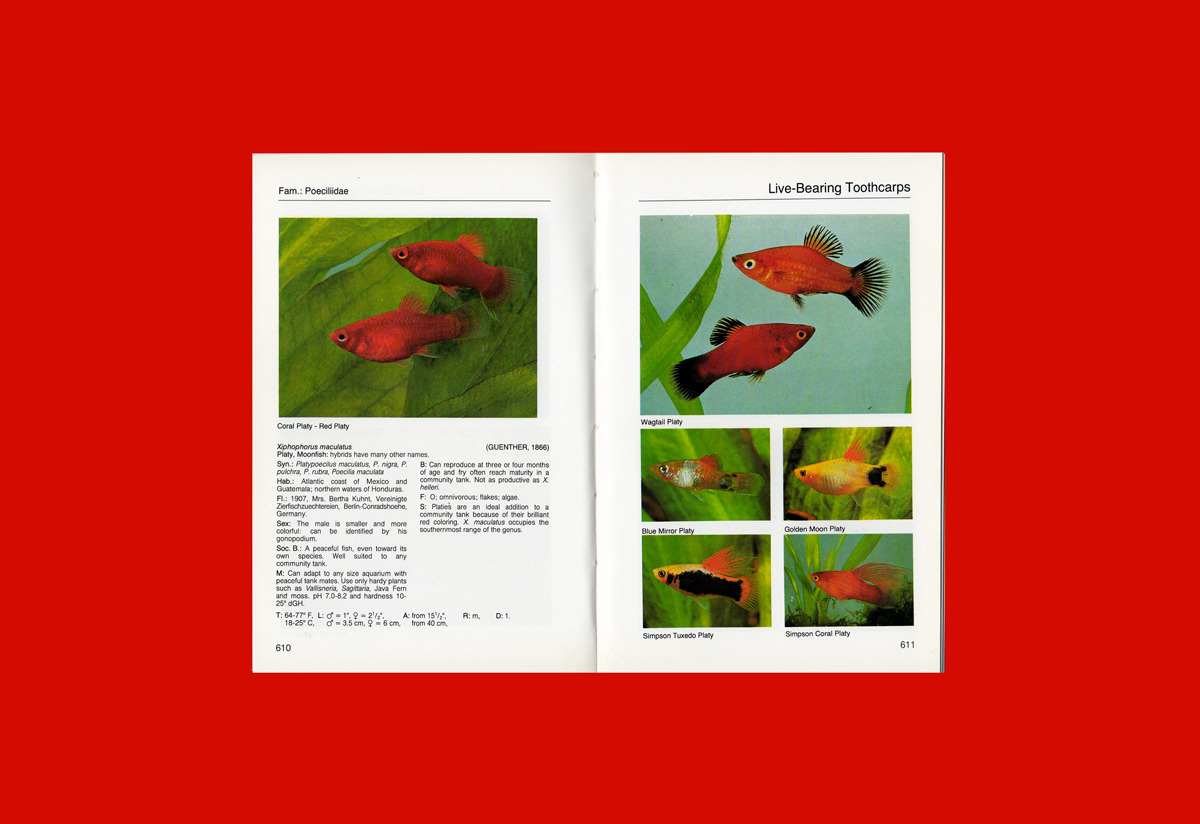 Fam.: Poeciliidae
Coral Platy - Red Platy
Xiphophorus maculatus (GUENTHER, 1866)
Platy, Moonfish: hybrids have many other names.
Syn.: Platypoecilus maculatus, P. nigra, P.
pulchra, P. rubra, Poecilia maculata
Hab.: Atlantic coast of Mexico and
Guatemala; northern waters of Honduras.
Fl.: 1907, Mrs. Bertha Kuhnt, Vereinigte
Zierfischzuechtereien, Berlin-Conradshoehe,
Germany.
Sex: The male is smaller and more
colorful: can be identified by his
gonopodium.
Soc. B.: A peaceful fish, even toward its
own species. Well suited to any
community tank.
M: Can adapt to any size aquarium with
peaceful tank mates. Use only hardy plants
such as Vallisneria, Sagittaria, Java Fern
and moss. pH 7.0-8.2 and hardness 10-
25° dGH.
B: Can reproduce at three or four months
of age and fry often reach maturity in a
community tank. Not as productive as X.
helleri.
F: O; omnivorous; flakes; algae.
S: Platies are an ideal addition to a
community tank because of their brilliant
red coloring. X. maculatus occupies the
southernmost range of the genus.
T: 64-77° F, L: ♂ = 1", ♀ = 2 1/2", A: from 15 1/2", R: m, D: 1.
18-25° C, ♂ = 3.5 cm, ♀ = 6 cm, from 40 cm,
610
Live-Bearing Toothcarps
Wagtail Platy
Blue Mirror Platy
Golden Moon Platy
Simpson Tuxedo Platy
Simpson Coral Platy
611